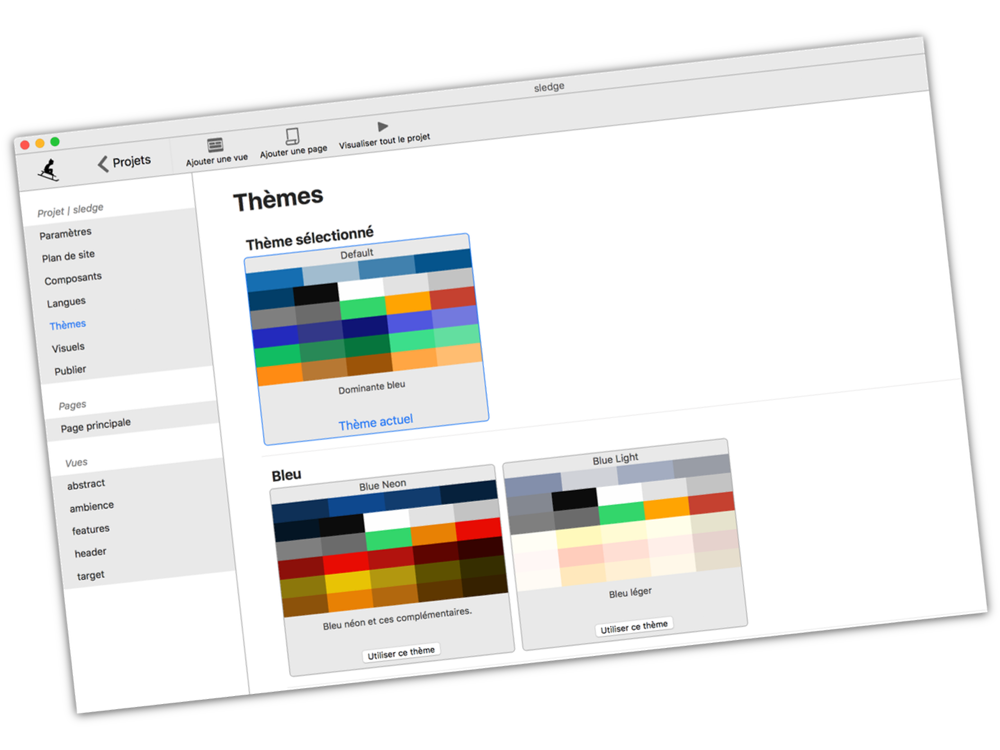 sledge
Projets
Ajouter une vue
Ajouter une page
Visualiser tout le projet
Projet | sledge
Paramètres
Plan de site
Composants
Langues
Thèmes
Visuels
Publier
Pages
Page principale
Vues
abstract
ambience
features
header
target
Thèmes
Thème sélectionné
Default
Dominante bleu
Thème actuel
Bleu
Blue Neon
Bleu néon et ces complémentaires.
Utiliser ce thème
Blue Light
Bleu léger
Utiliser ce thème